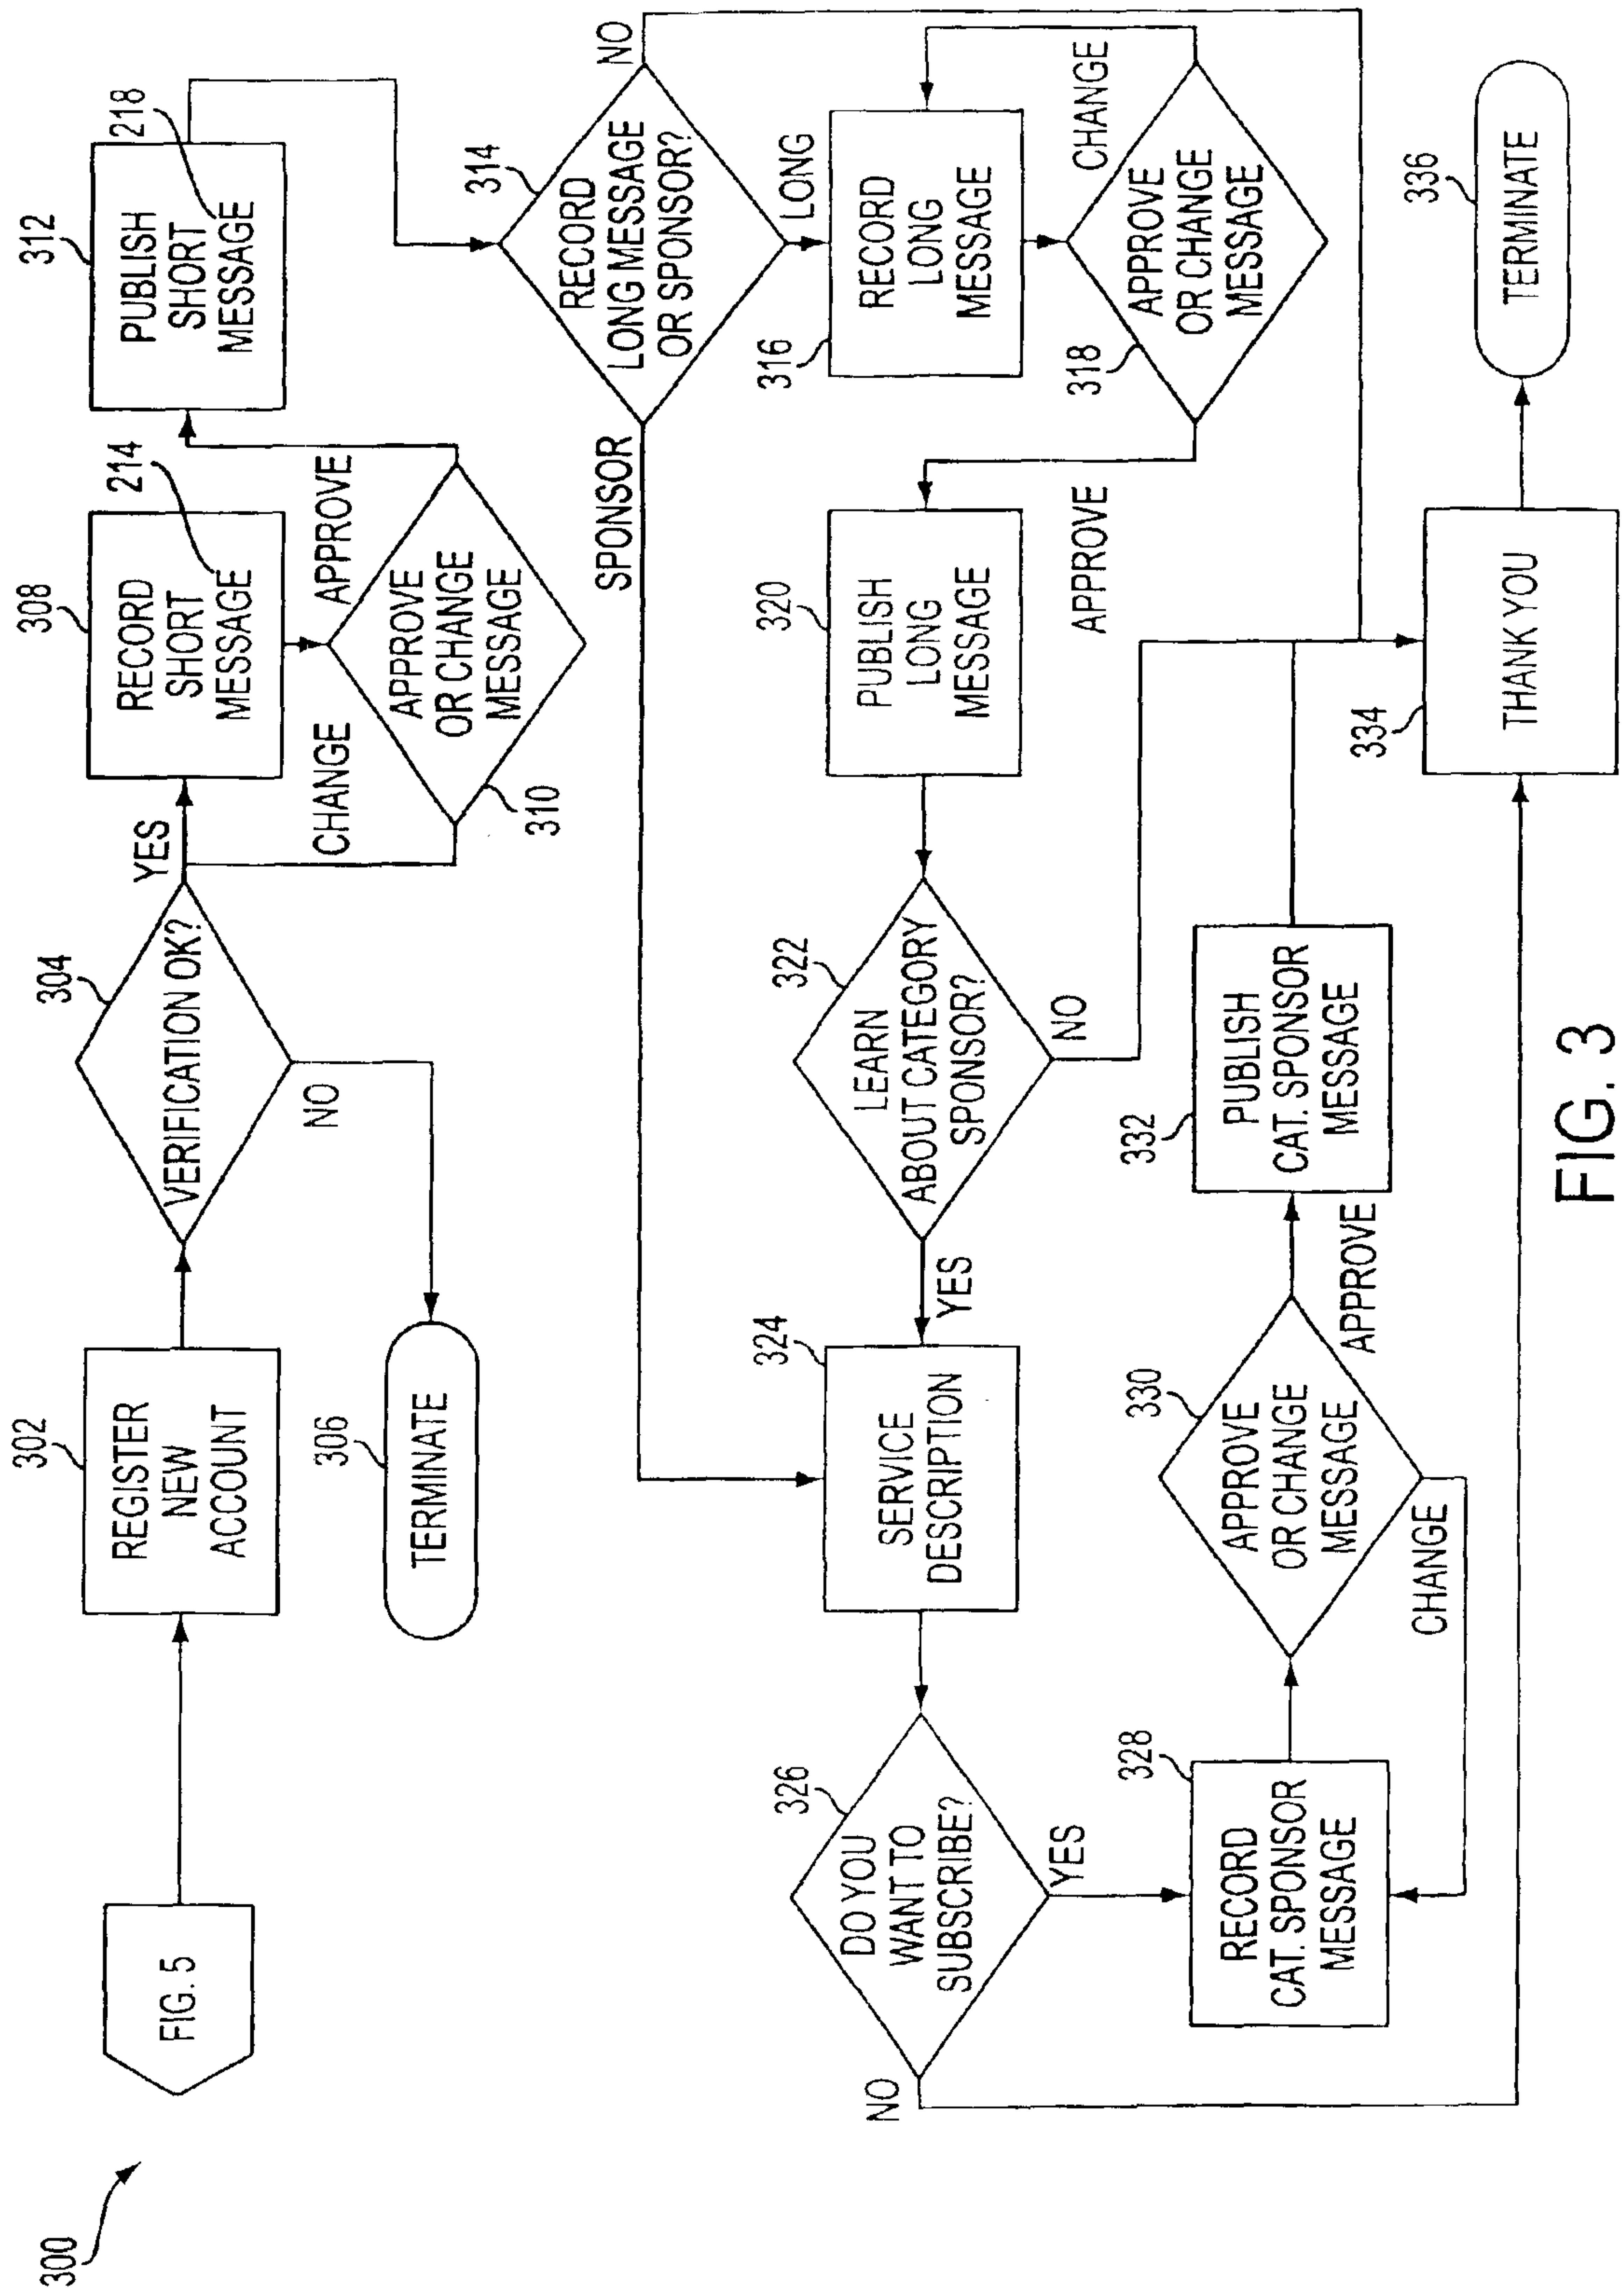 300
FIG. 5
302
REGISTER
NEW
ACCOUNT
304
VERIFICATION OK?
YES
NO
306
TERMINATE
308
214
RECORD
SHORT
MESSAGE
CHANGE
APPROVE
310
APPROVE
OR CHANGE
MESSAGE
312
218
PUBLISH
SHORT
MESSAGE
314
RECORD
LONG MESSAGE
OR SPONSOR?
SPONSOR
NO
LONG
316
RECORD
LONG
MESSAGE
318
APPROVE
OR CHANGE
MESSAGE
CHANGE
APPROVE
320
PUBLISH
LONG
MESSAGE
322
LEARN
ABOUT CATEGORY
SPONSOR?
YES
NO
324
SERVICE
DESCRIPTION
326
DO YOU
WANT TO
SUBSCRIBE?
NO
YES
328
RECORD
CAT. SPONSOR
MESSAGE
330
APPROVE
OR CHANGE
MESSAGE
CHANGE
APPROVE
332
PUBLISH
CAT. SPONSOR
MESSAGE
334
THANK YOU
336
TERMINATE
FIG. 3